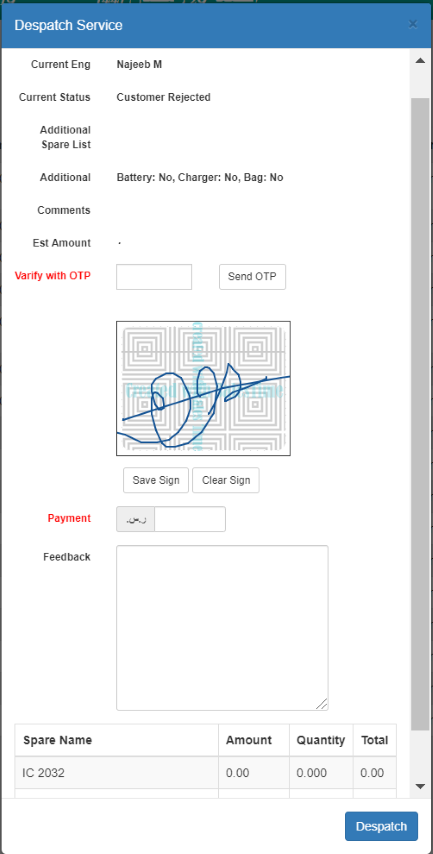 Despatch Service ×
Current Eng Najeeb M
Current Status Customer Rejected
Additional
Spare List
Additional Battery: No, Charger: No, Bag: No
Comments
Est Amount .
Varify with OTP Send OTP
Save Sign Clear Sign
Payment ر.س.
Feedback
Spare Name Amount Quantity Total
IC 2032 0.00 0.000 0.00
Despatch